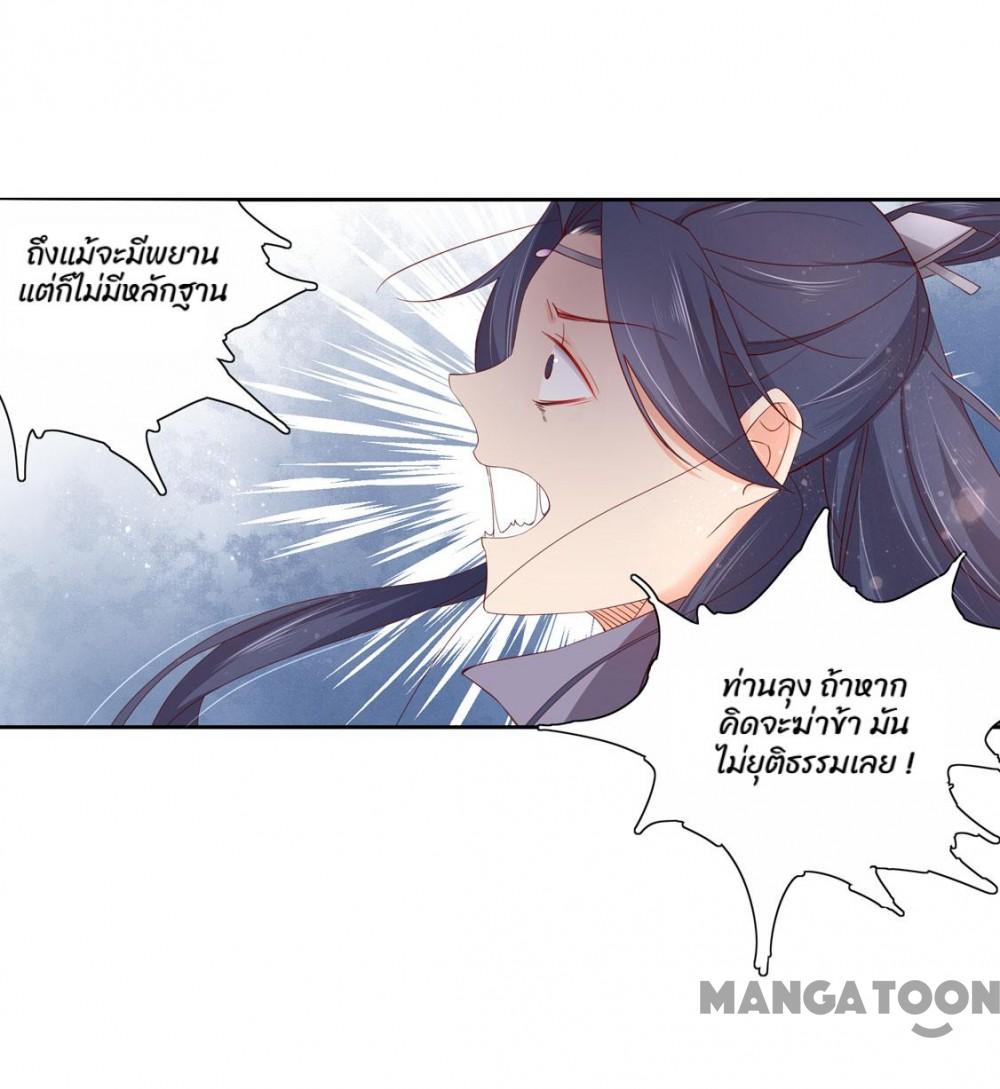 ถึงแม้จะมีพยาน
แต่ก็ไม่มีหลักฐาน
ท่านลุง ถ้าหาก
คิดจะฆ่าข้า มัน
ไม่ยุติธรรมเลย !
MANGATOON